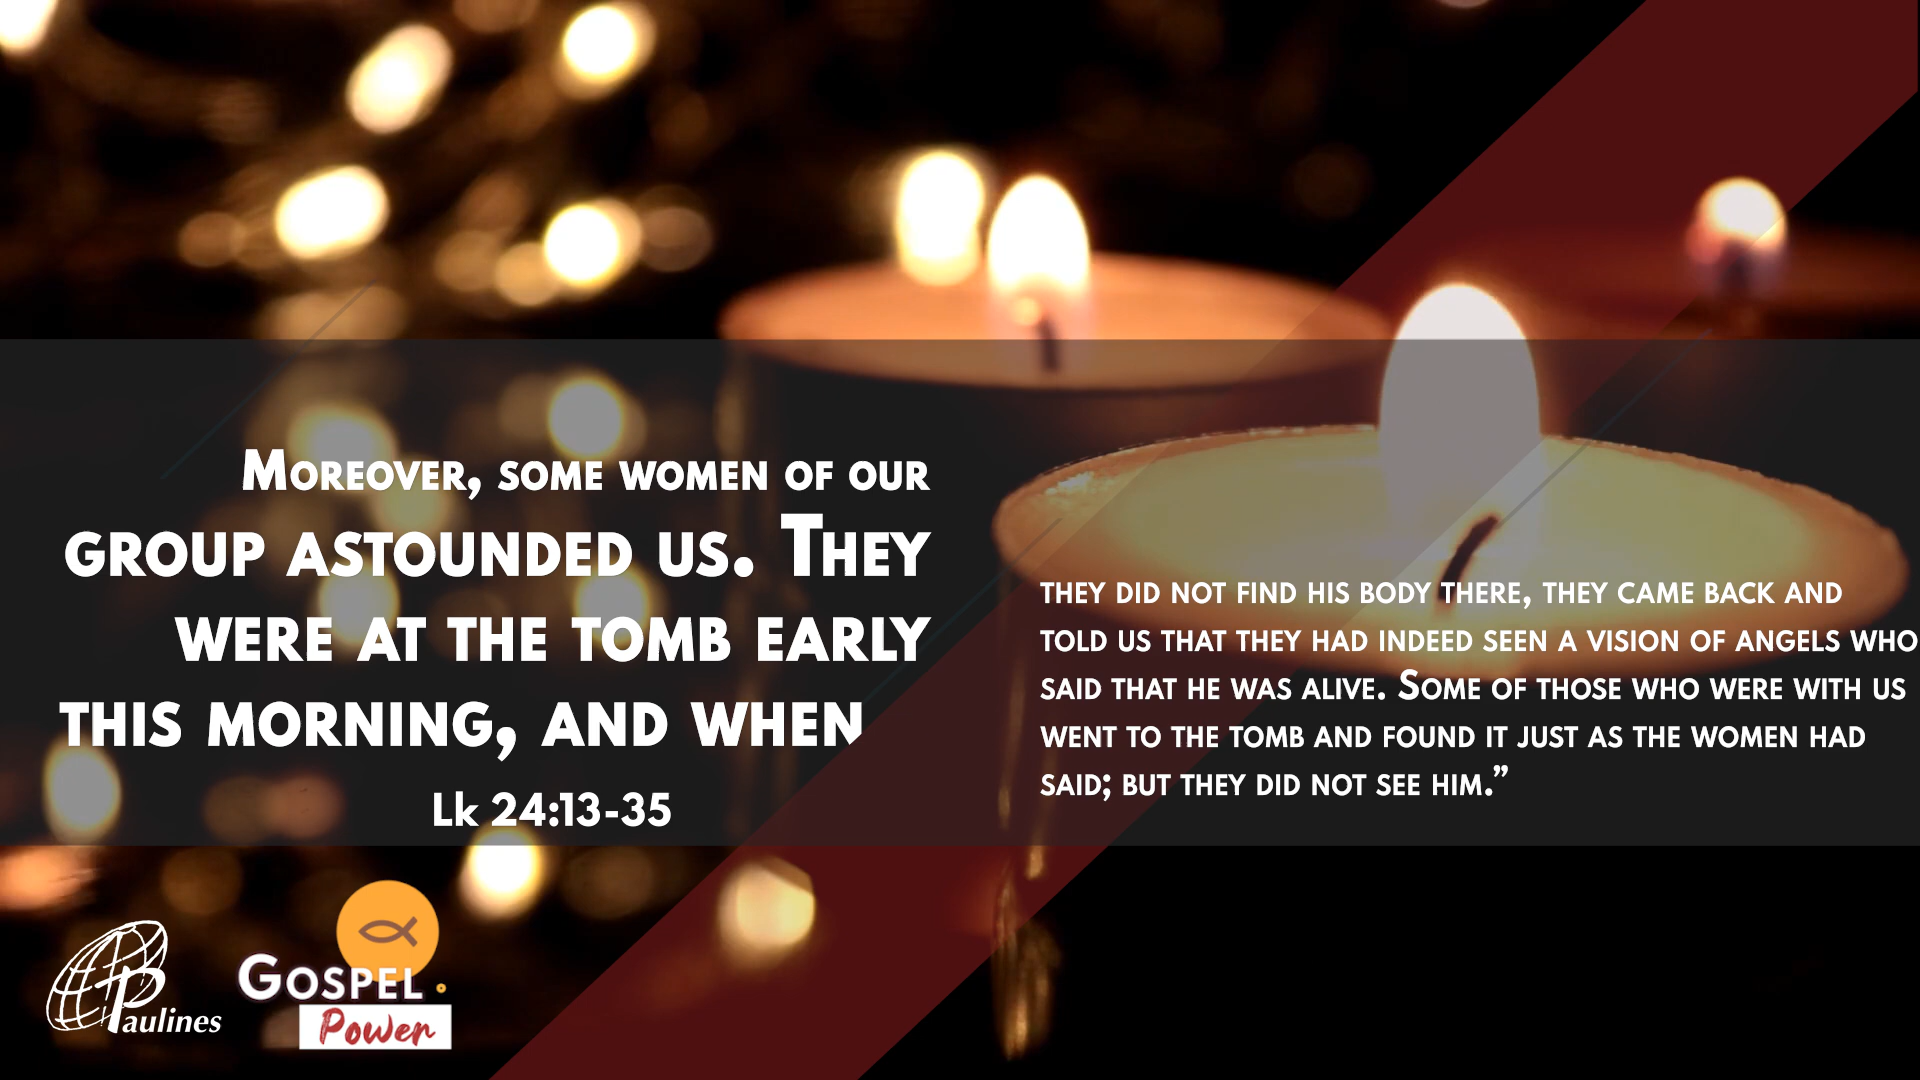 Moreover, some women of our
group astounded us. They
were at the tomb early
this morning, and when
Lk 24:13-35
they did not find his body there, they came back and
told us that they had indeed seen a vision of angels who
said that he was alive. Some of those who were with us
went to the tomb and found it just as the women had
said; but they did not see him.”
Paulines
Gospel
Power